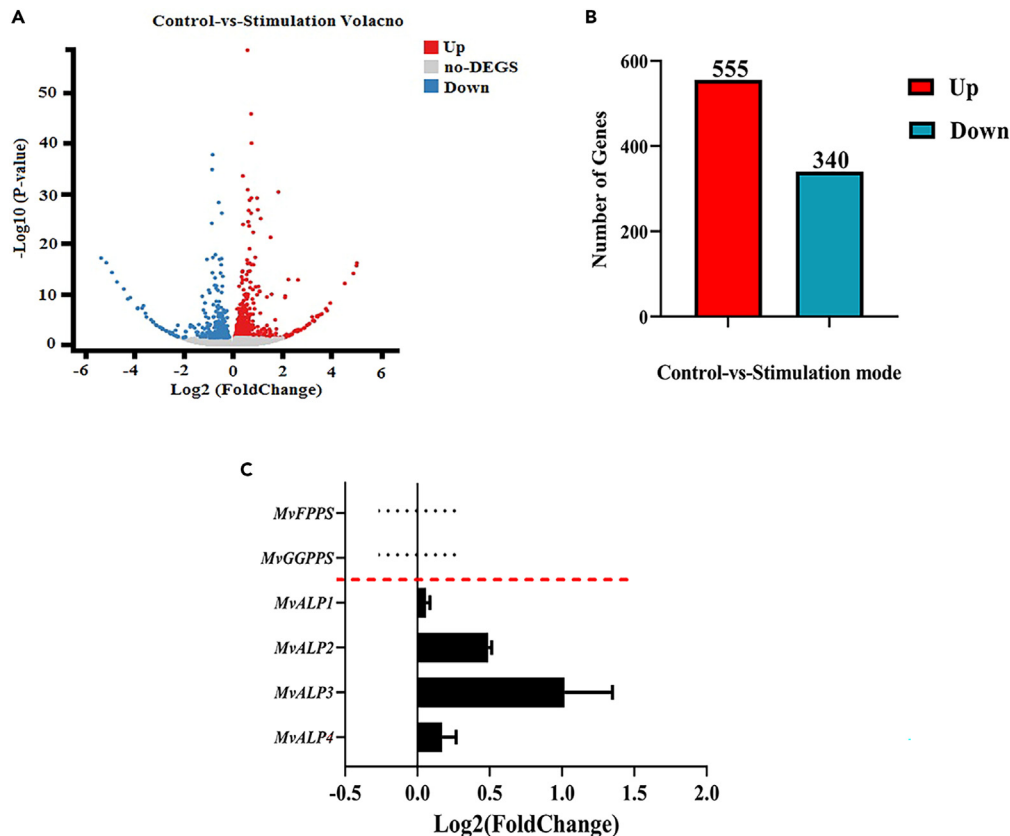 A
Control-vs-Stimulation Volacno
Up
no-DEGS
Down
-Log10 (P-value)
50
40
30
20
10
0
-6 -4 -2 0 2 4 6
Log2 (FoldChange)
B
Number of Genes
600
400
200
0
555
340
Up
Down
Control-vs-Stimulation mode
C
MvFPPS
MvGGPPS
MvALP1
MvALP2
MvALP3
MvALP4
-0.5 0.0 0.5 1.0 1.5 2.0
Log2(FoldChange)